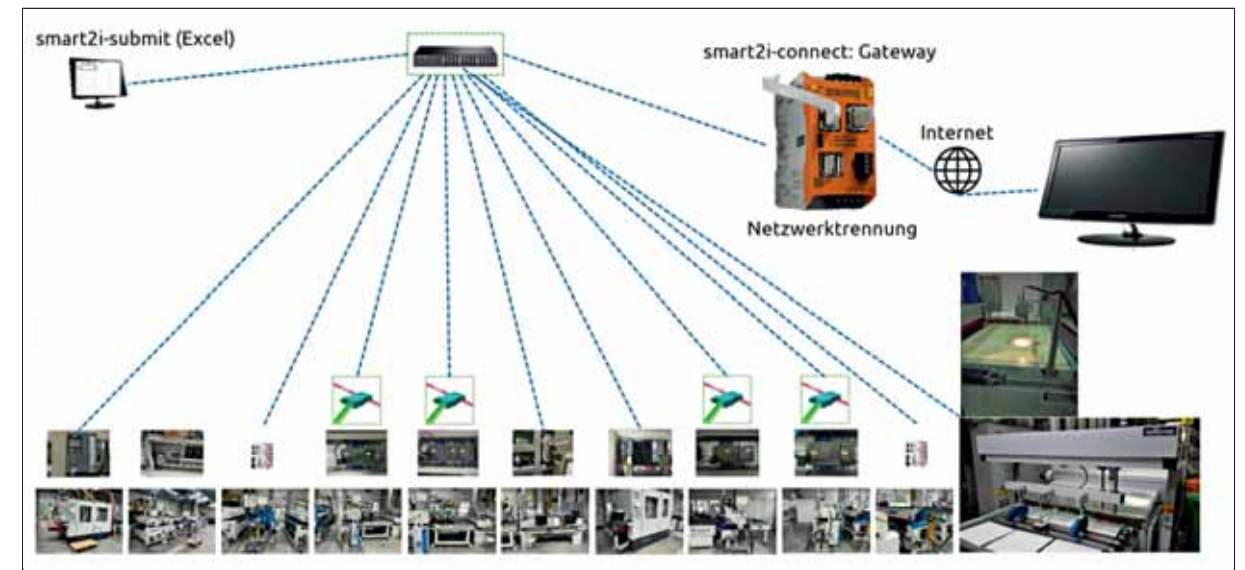 smart2i-submit (Excel)
smart2i-connect: Gateway
Internet
Netzwerktrennung